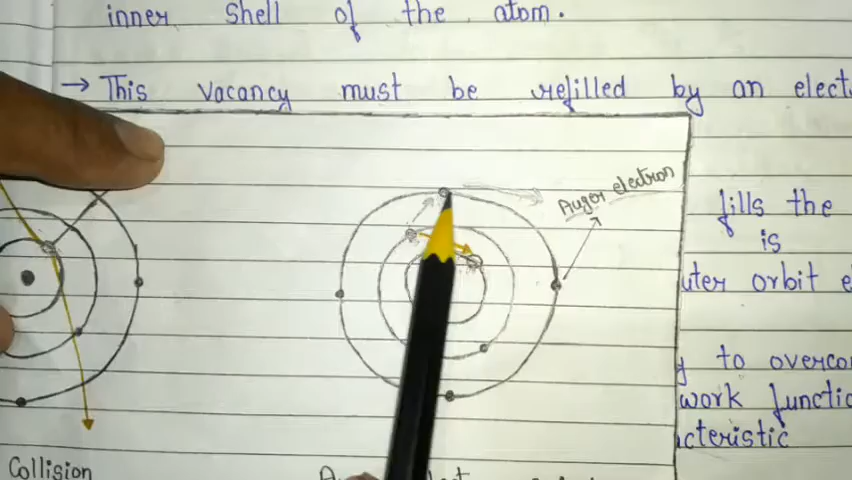 inner shell of the atom.
→ This vacancy must be refilled by an elect
Auger electron
fills the
is
uter orbit e
y to overco
work functio
cteristic
Collision